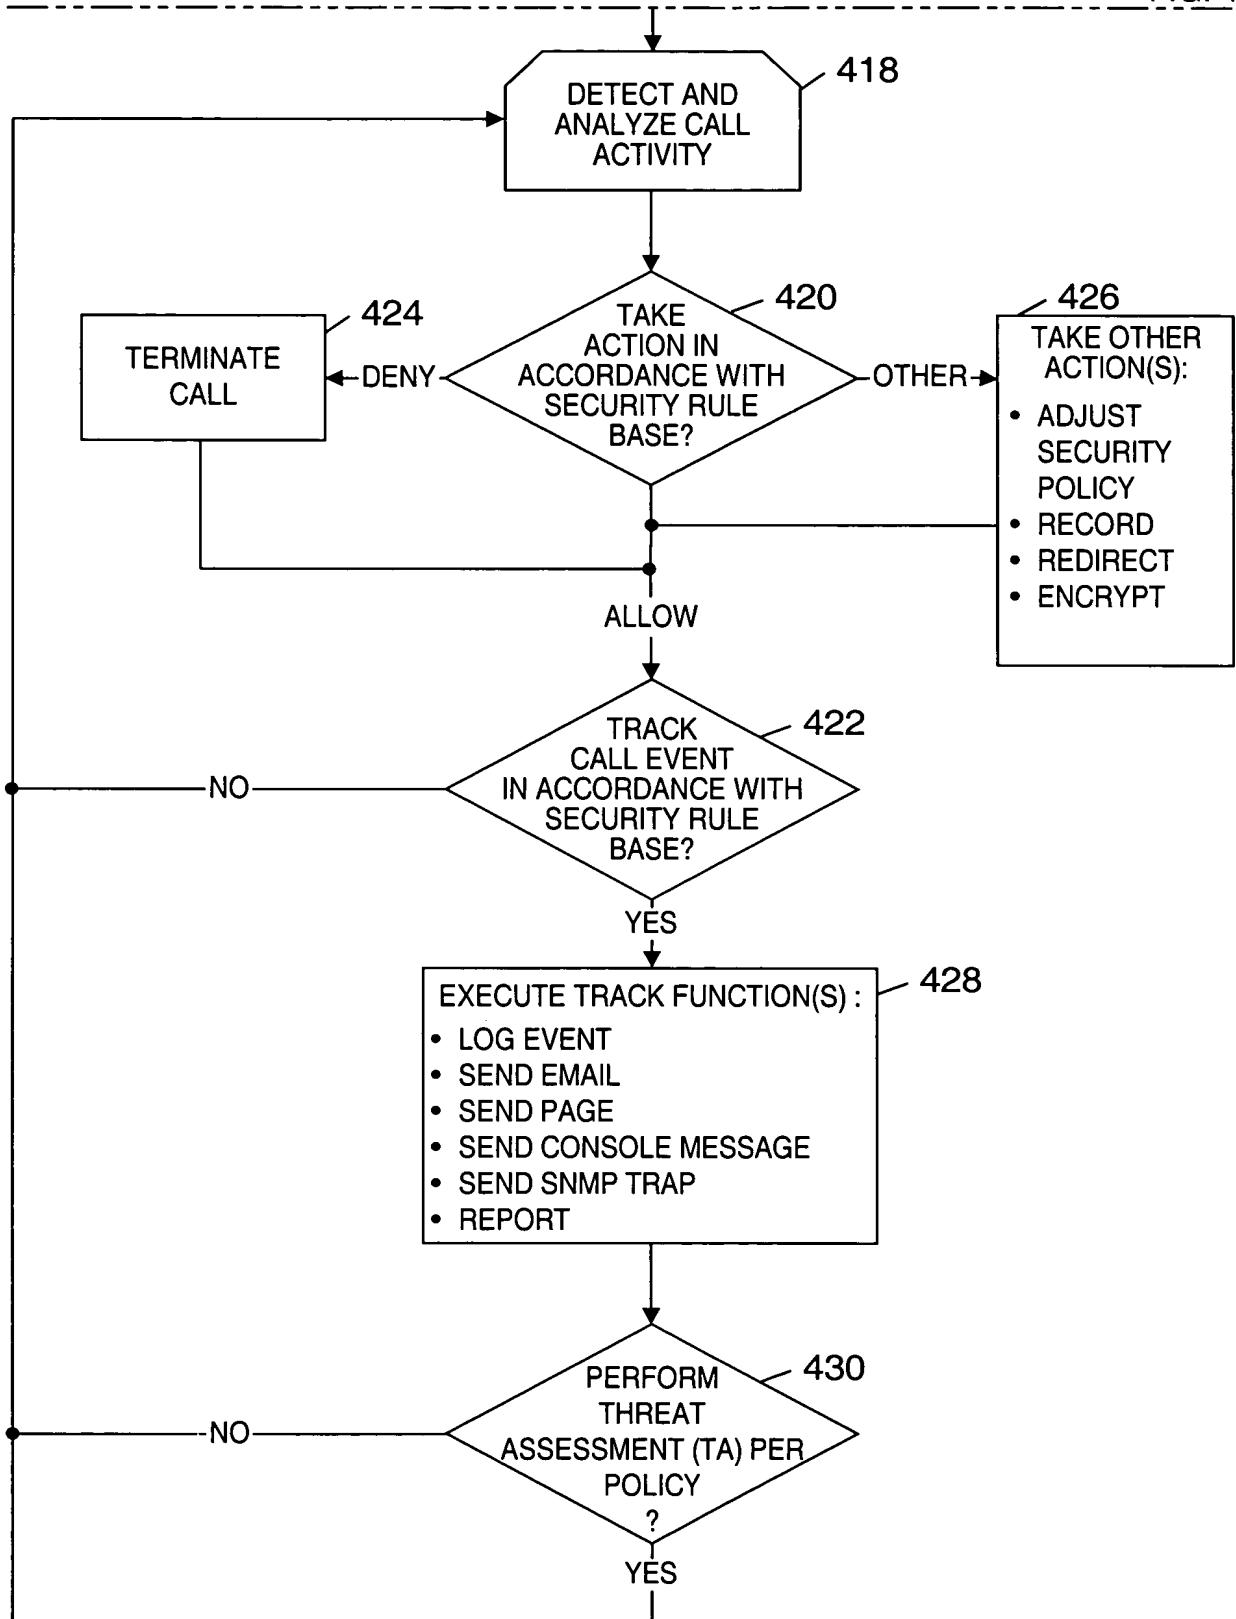 418
DETECT AND
ANALYZE CALL
ACTIVITY
420
TAKE
ACTION IN
ACCORDANCE WITH
SECURITY RULE
BASE?
424
TERMINATE
CALL
DENY
OTHER
426
TAKE OTHER
ACTION(S):
• ADJUST
SECURITY
POLICY
• RECORD
• REDIRECT
• ENCRYPT
ALLOW
422
TRACK
CALL EVENT
IN ACCORDANCE WITH
SECURITY RULE
BASE?
NO
YES
428
EXECUTE TRACK FUNCTION(S) :
• LOG EVENT
• SEND EMAIL
• SEND PAGE
• SEND CONSOLE MESSAGE
• SEND SNMP TRAP
• REPORT
430
PERFORM
THREAT
ASSESSMENT (TA) PER
POLICY
?
NO
YES